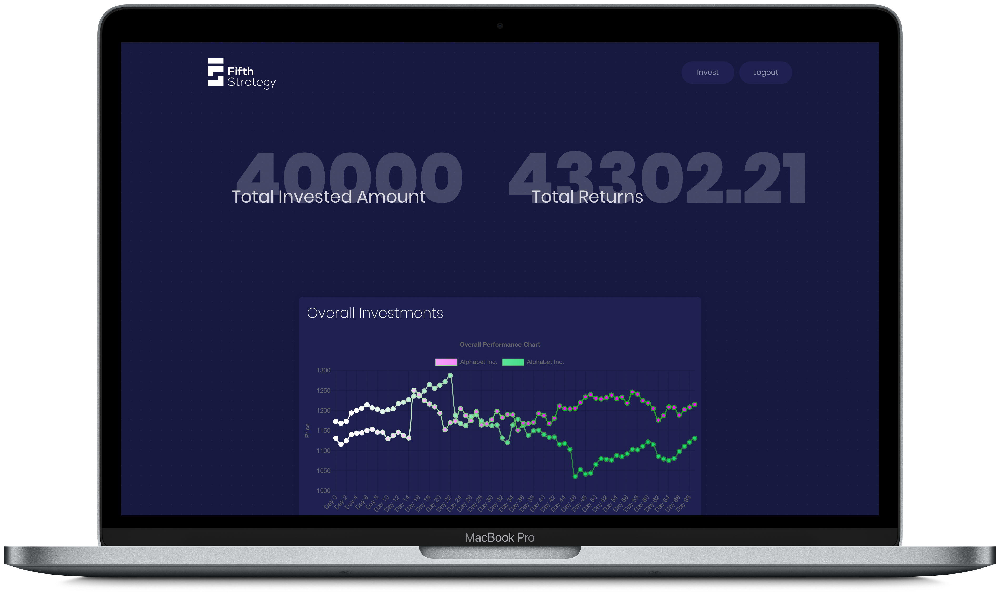 Fifth
Strategy
Invest
Logout
40000
Total Invested Amount
43302.21
Total Returns
Overall Investments
Overall Performance Chart
Alphabet Inc.
Alphabet Inc.
1300
1250
1200
1150
1100
1050
1000
Price
Day 0
Day 2
Day 4
Day 6
Day 8
Day 10
Day 12
Day 14
Day 16
Day 18
Day 20
Day 22
Day 24
Day 26
Day 28
Day 30
Day 32
Day 34
Day 36
Day 38
Day 40
Day 42
Day 44
Day 46
Day 48
Day 50
Day 52
Day 54
Day 56
Day 58
Day 60
Day 62
Day 64
Day 66
Day 68
MacBook Pro